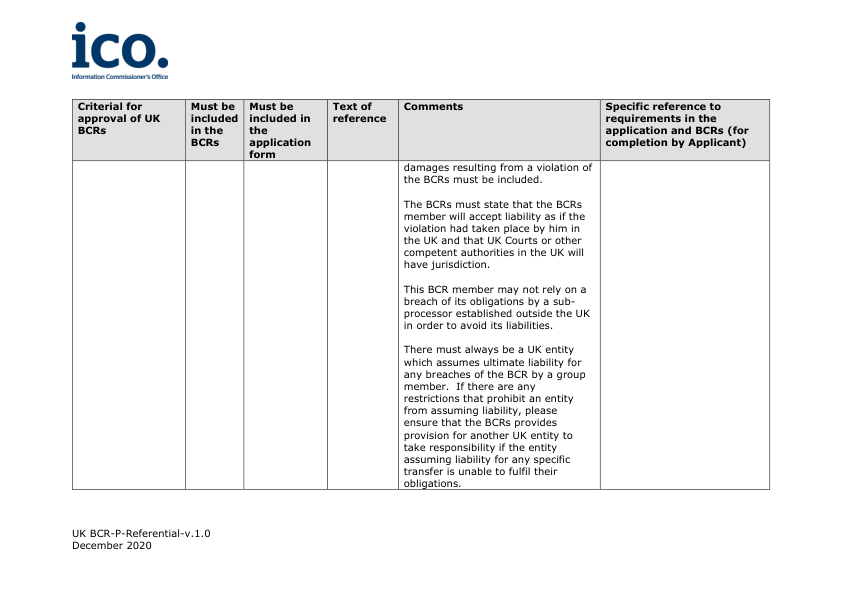 ico.
Information Commissioner's Office
Criterial for
approval of UK
BCRs
Must be
included
in the
BCRs
Must be
included in
the
application
form
Text of
reference
Comments
Specific reference to
requirements in the
application and BCRs (for
completion by Applicant)
damages resulting from a violation of
the BCRs must be included.
The BCRs must state that the BCRs
member will accept liability as if the
violation had taken place by him in
the UK and that UK Courts or other
competent authorities in the UK will
have jurisdiction.
This BCR member may not rely on a
breach of its obligations by a sub-
processor established outside the UK
in order to avoid its liabilities.
There must always be a UK entity
which assumes ultimate liability for
any breaches of the BCR by a group
member.  If there are any
restrictions that prohibit an entity
from assuming liability, please
ensure that the BCRs provides
provision for another UK entity to
take responsibility if the entity
assuming liability for any specific
transfer is unable to fulfil their
obligations.
UK BCR-P-Referential-v.1.0
December 2020